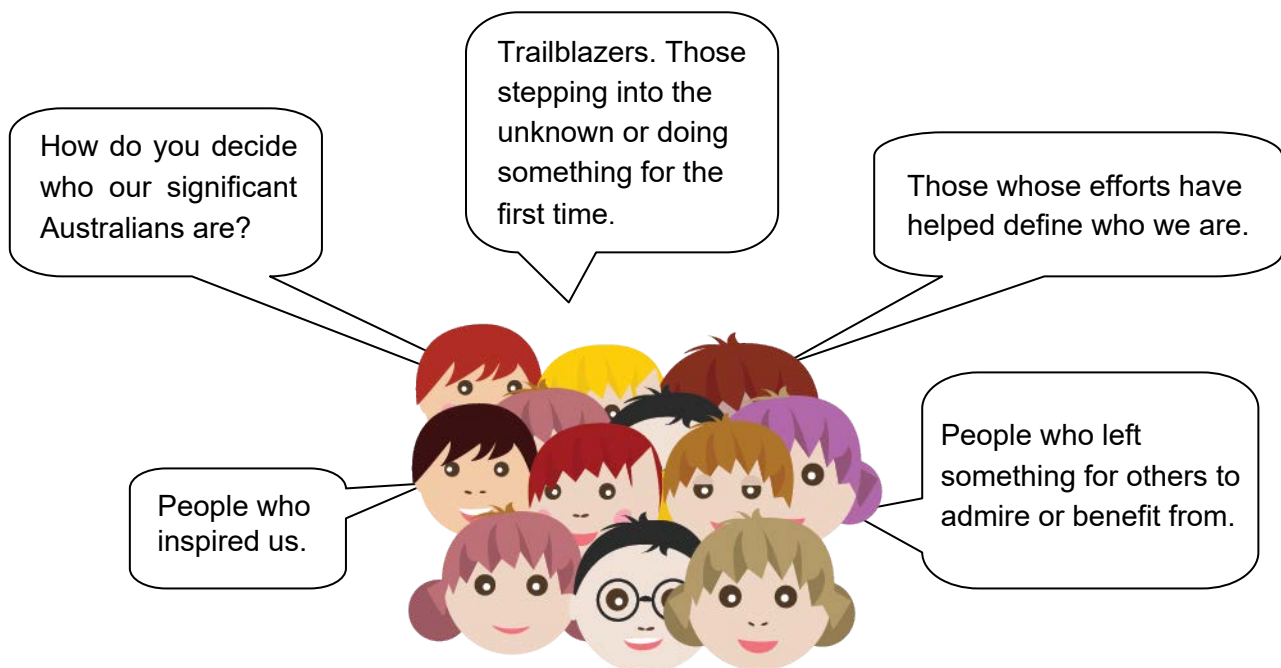 How do you decide
who our significant
Australians are?
Trailblazers. Those
stepping into the
unknown or doing
something for the
first time.
Those whose efforts have
helped define who we are.
People who
inspired us.
People who left
something for others to
admire or benefit from.